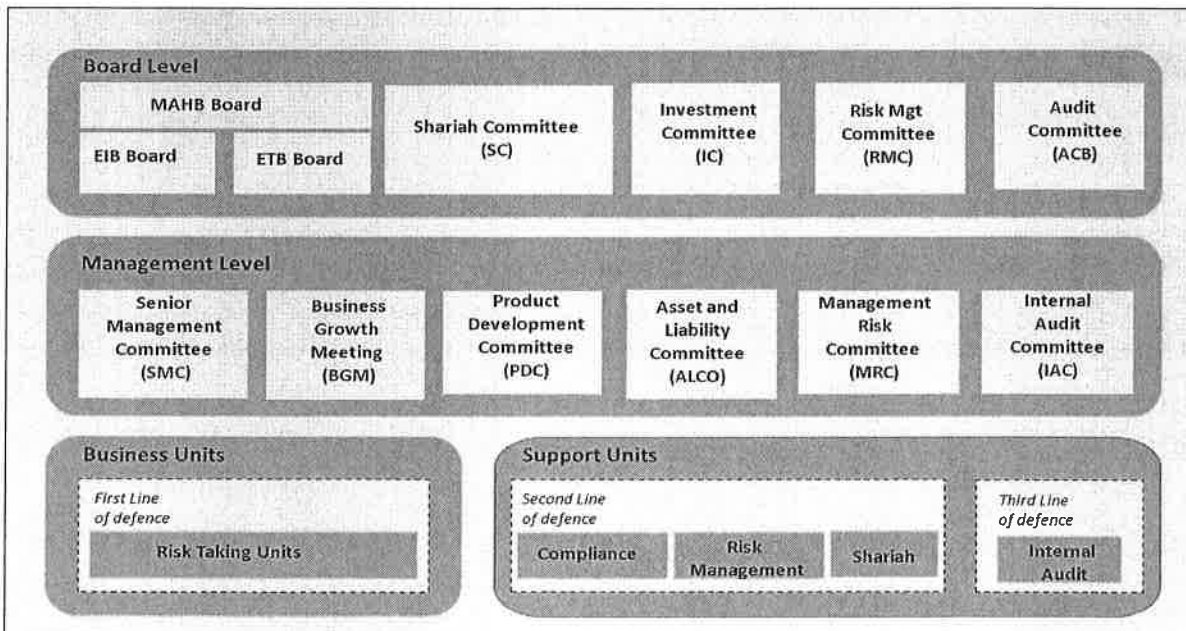 Board Level
MAHB Board
EIB Board
ETB Board
Shariah Committee
(SC)
Investment
Committee
(IC)
Risk Mgt
Committee
(RMC)
Audit
Committee
(ACB)
Management Level
Senior
Management
Committee
(SMC)
Business
Growth
Meeting
(BGM)
Product
Development
Committee
(PDC)
Asset and
Liability
Committee
(ALCO)
Management
Risk
Committee
(MRC)
Internal
Audit
Committee
(IAC)
Business Units
First Line
of defence
Risk Taking Units
Support Units
Second Line
of defence
Compliance
Risk
Management
Shariah
Third Line
of defence
Internal
Audit